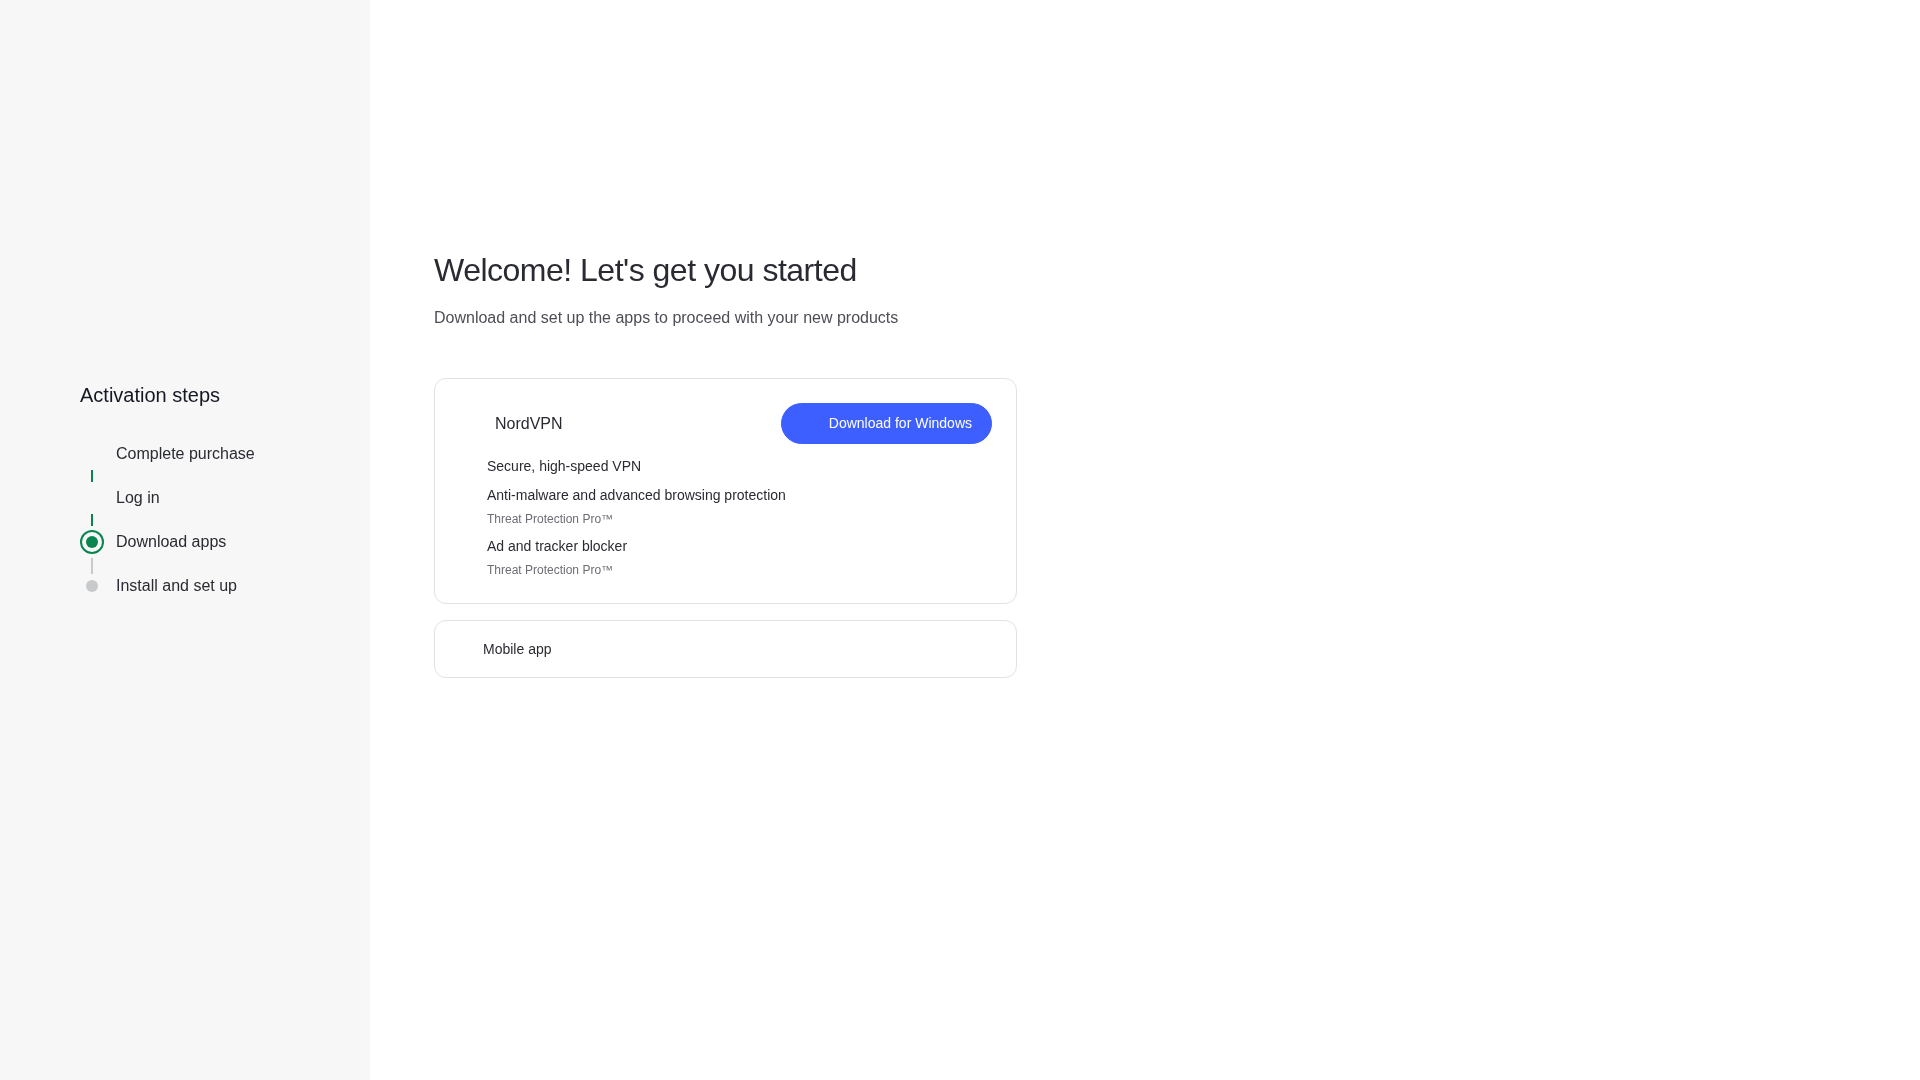 Activation steps
Complete purchase
Log in
Download apps
Install and set up
Welcome! Let's get you started
Download and set up the apps to proceed with your new products
NordVPN
Download for Windows
Secure, high-speed VPN
Anti-malware and advanced browsing protection
Threat Protection Pro™
Ad and tracker blocker
Threat Protection Pro™
Mobile app